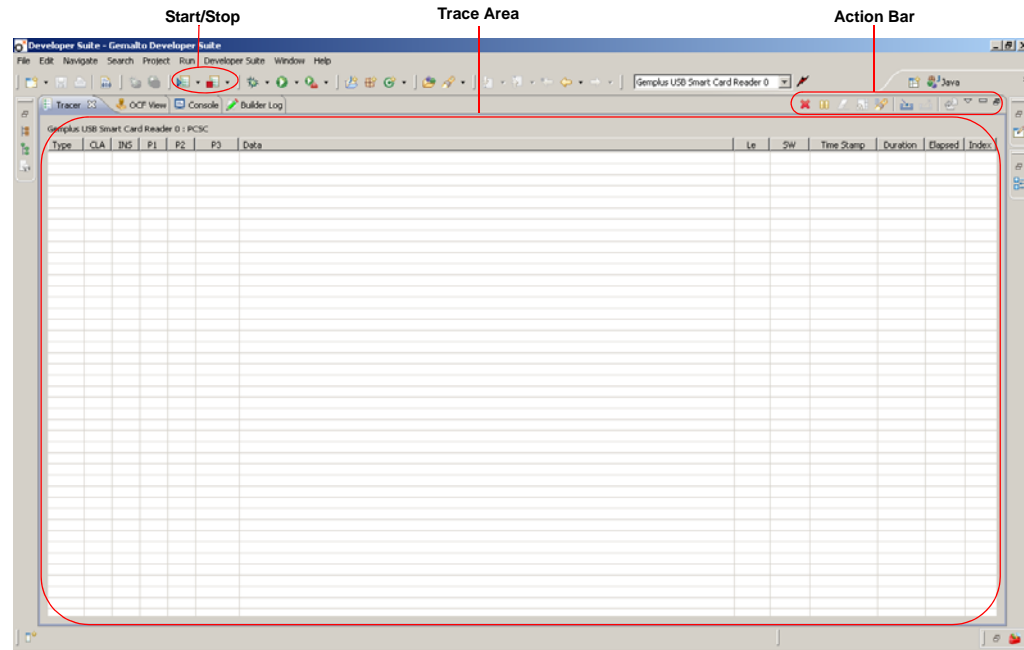 Start/Stop
Trace Area
Action Bar
Developer Suite - Gemalto Developer Suite
File Edit Navigate Search Project Run Developer Suite Window Help
Gemplus USB Smart Card Reader 0
Java
Tracer
OCF View
Console
Builder Log
Gemplus USB Smart Card Reader 0 : PCSC
Type CLA INS P1 P2 P3 Data Le SW Time Stamp Duration Elapsed Index